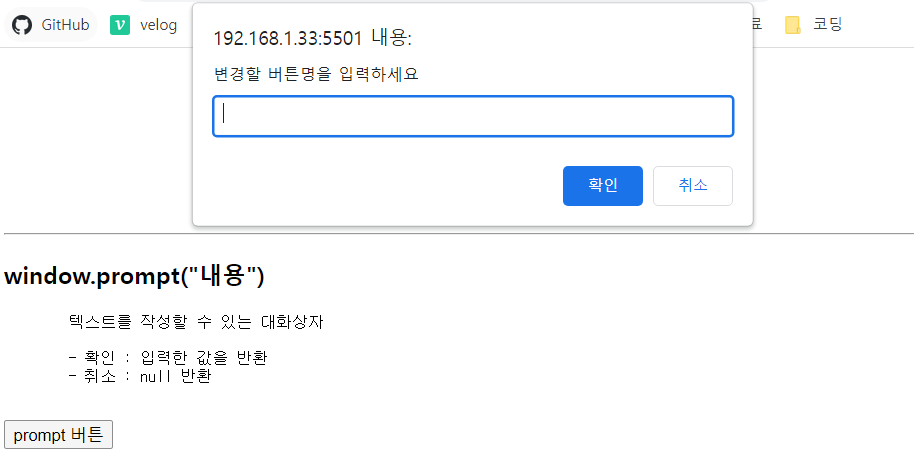 GitHub velog 료 코딩
192.168.1.33:5501 내용:
변경할 버튼명을 입력하세요
확인 취소
window.prompt("내용")
텍스트를 작성할 수 있는 대화상자
- 확인 : 입력한 값을 반환
- 취소 : null 반환
prompt 버튼